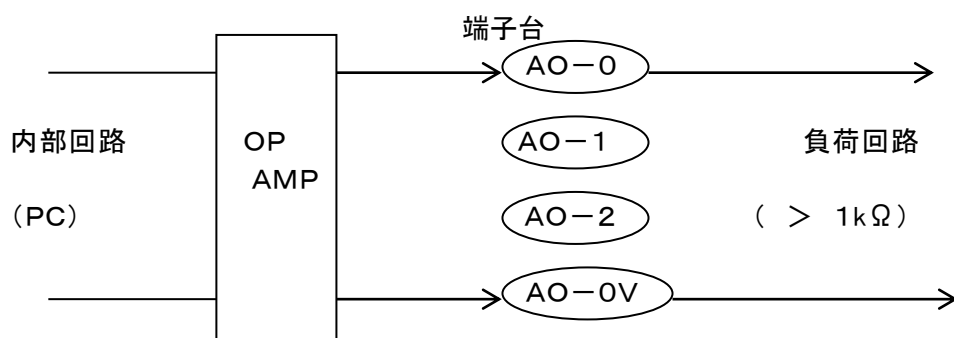 端子台
AO－0
内部回路
OP
AMP
AO－1
負荷回路
（PC）
AO－2
（ ＞ 1kΩ）
AO－0V